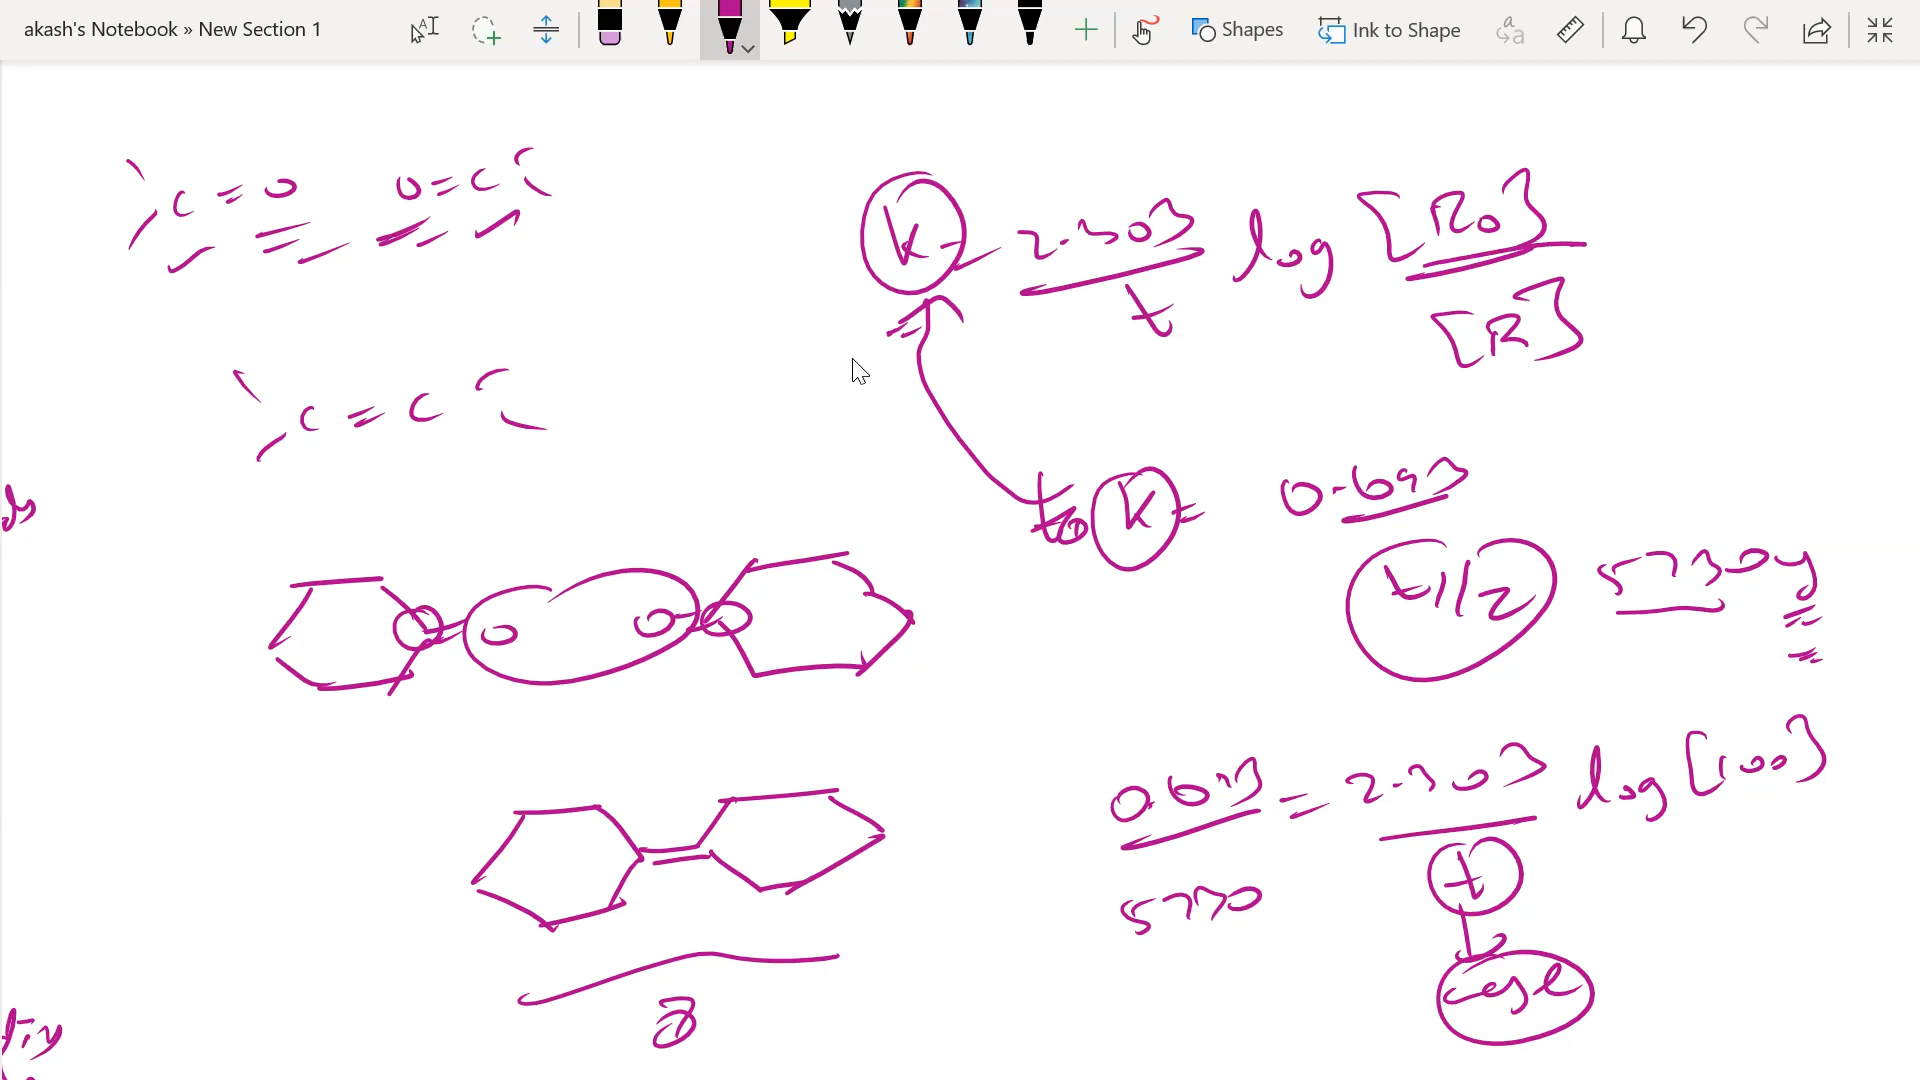 akash's Notebook » New Section 1
Shapes
Ink to Shape
C = O O = C
k = 2.303 log [R0]
t [R]
C = C
k = 0.693
t1/2 5730y
O O
0.693 = 2.303 log [100]
5730 t